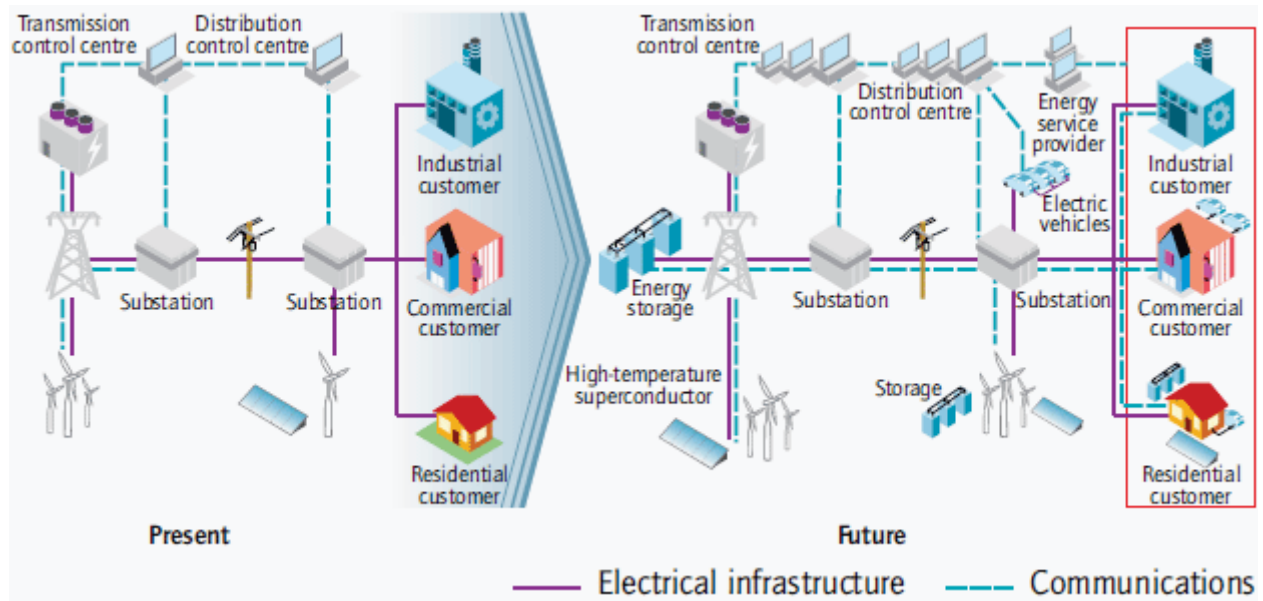 Transmission
control centre
Distribution
control centre
Industrial
customer
Substation
Substation
Commercial
customer
Residential
customer
Present
Transmission
control centre
Distribution
control centre
Energy
service
provider
Industrial
customer
Electric
vehicles
Energy
storage
Substation
Substation
Commercial
customer
High-temperature
superconductor
Storage
Residential
customer
Future
Electrical infrastructure
Communications